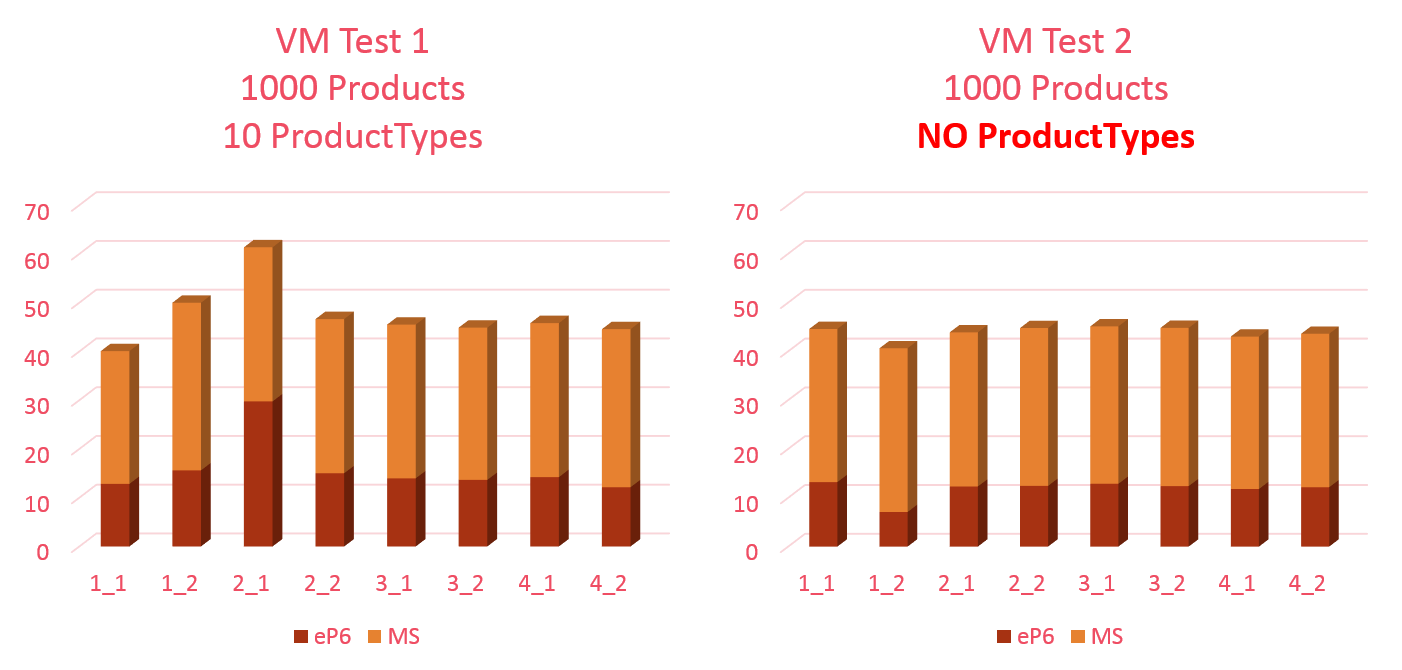 VM Test 1
1000 Products
10 ProductTypes
70
60
50
40
30
20
10
0
1_1 1_2 2_1 2_2 3_1 3_2 4_1 4_2
eP6 MS
VM Test 2
1000 Products
NO ProductTypes
70
60
50
40
30
20
10
0
1_1 1_2 2_1 2_2 3_1 3_2 4_1 4_2
eP6 MS